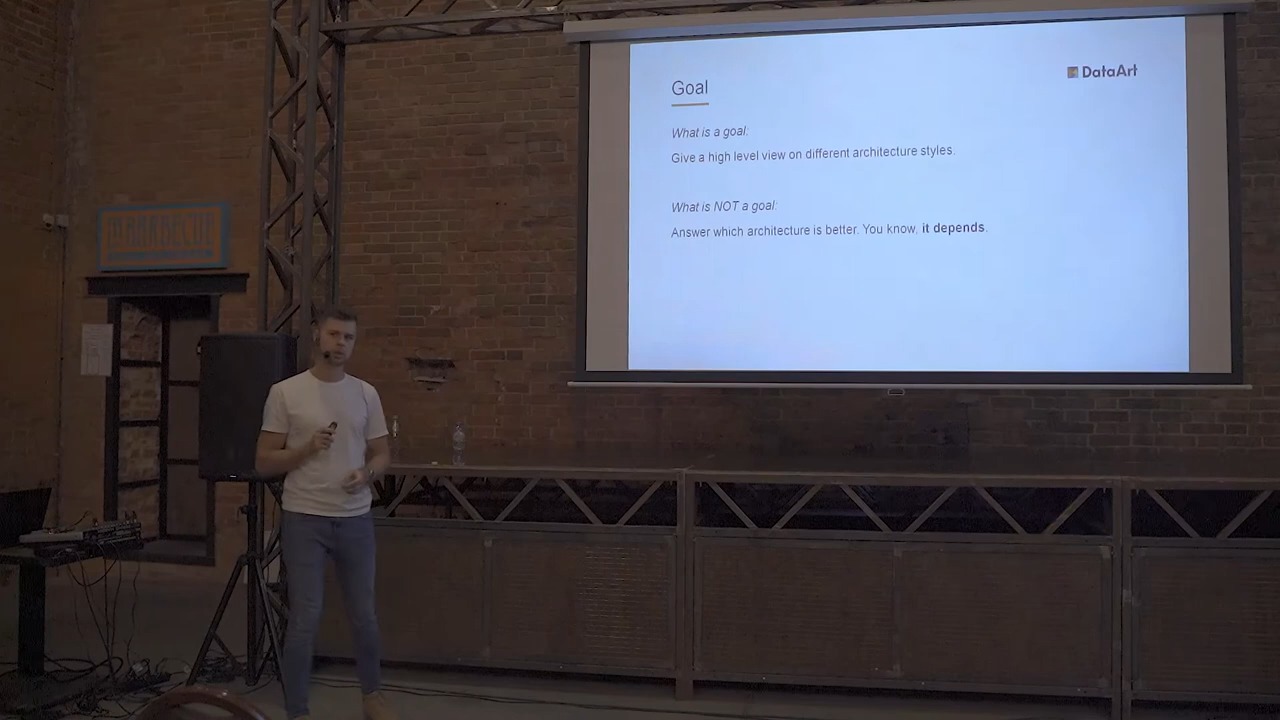 DataArt
Goal
What is a goal:
Give a high level view on different architecture styles.
What is NOT a goal:
Answer which architecture is better. You know, it depends.
BARBECUE